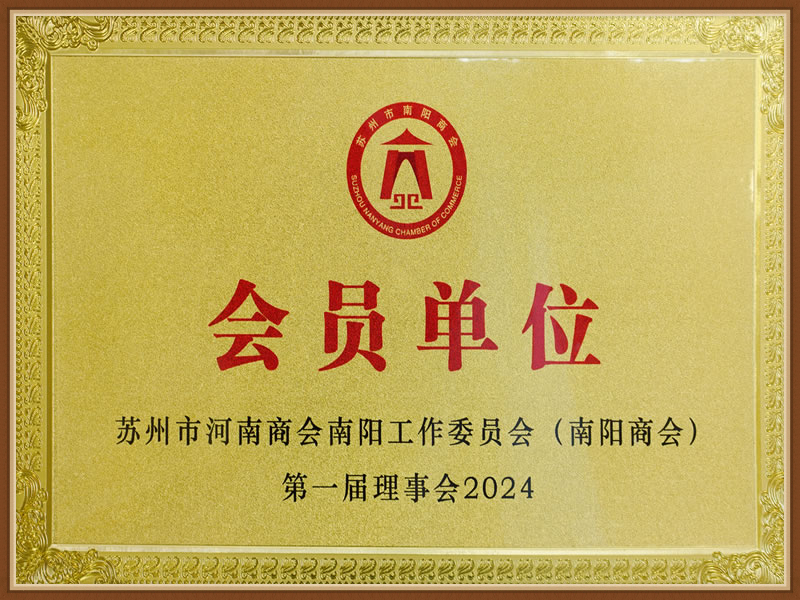 苏州市南阳商会
SUZHOU NANYANG CHAMBER OF COMMERCE
会员单位
苏州市河南商会南阳工作委员会（南阳商会）
第一届理事会2024